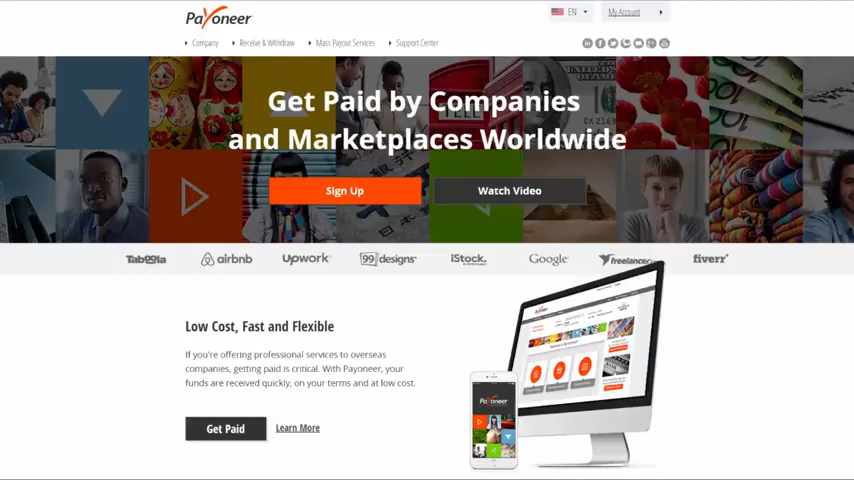 Payoneer
EN
My Account
Company
Receive & Withdraw
Mass Payout Services
Support Center
Get Paid by Companies
and Marketplaces Worldwide
Sign Up
Watch Video
Taboola
airbnb
Upwork
99designs
iStock.
Google
freelancer
fiverr
Low Cost, Fast and Flexible
If you're offering professional services to overseas
companies, getting paid is critical. With Payoneer, your
funds are received quickly, on your terms and at low cost.
Get Paid
Learn More
Payoneer